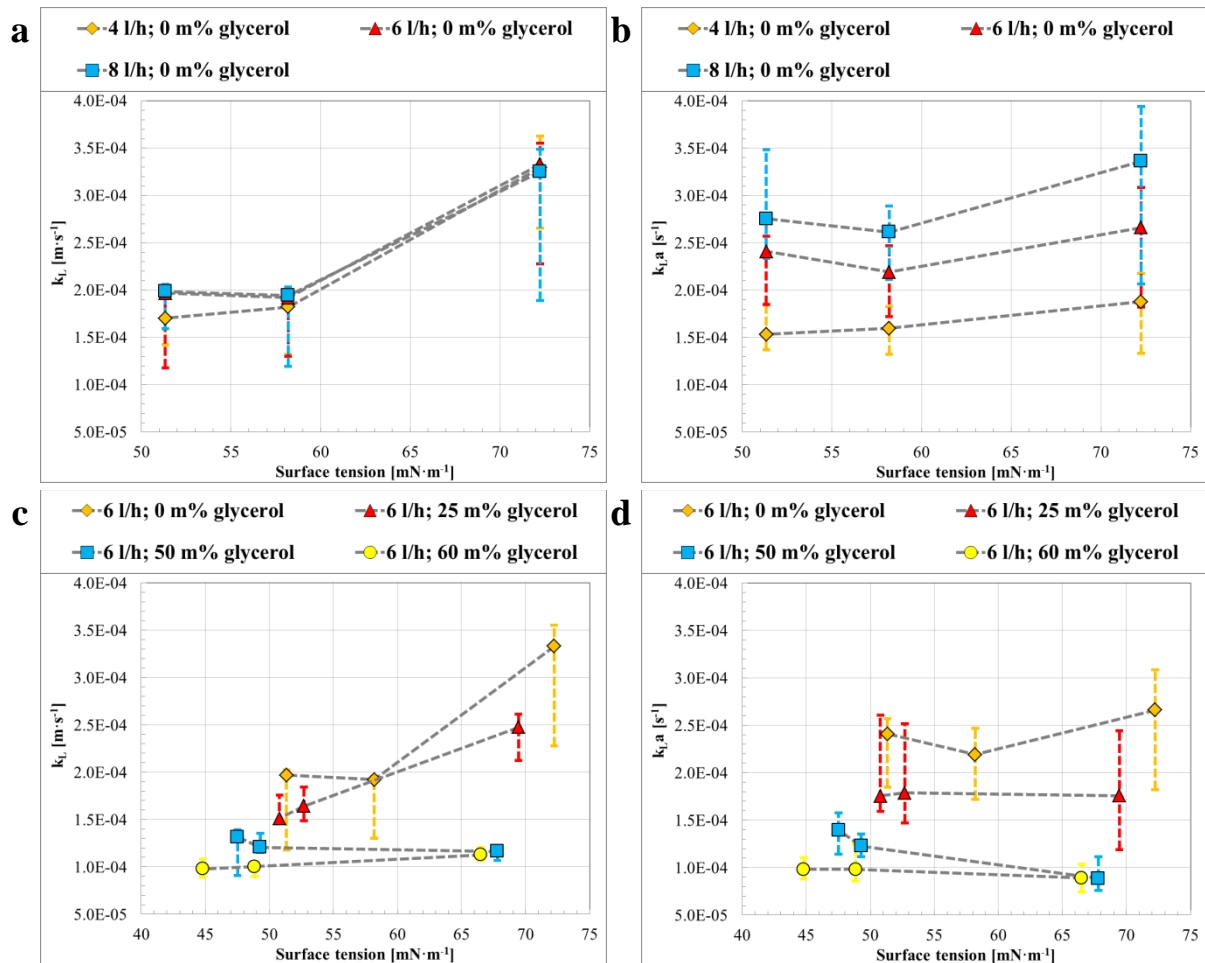 a
4 l/h; 0 m% glycerol
6 l/h; 0 m% glycerol
8 l/h; 0 m% glycerol
4.0E-04
3.5E-04
3.0E-04
2.5E-04
2.0E-04
1.5E-04
1.0E-04
5.0E-05
kL [m·s-1]
50 55 60 65 70 75
Surface tension [mN·m-1]
b
4 l/h; 0 m% glycerol
6 l/h; 0 m% glycerol
8 l/h; 0 m% glycerol
4.0E-04
3.5E-04
3.0E-04
2.5E-04
2.0E-04
1.5E-04
1.0E-04
5.0E-05
kLa [s-1]
50 55 60 65 70 75
Surface tension [mN·m-1]
c
6 l/h; 0 m% glycerol
6 l/h; 25 m% glycerol
6 l/h; 50 m% glycerol
6 l/h; 60 m% glycerol
4.0E-04
3.5E-04
3.0E-04
2.5E-04
2.0E-04
1.5E-04
1.0E-04
5.0E-05
kL [m·s-1]
40 45 50 55 60 65 70 75
Surface tension [mN·m-1]
d
6 l/h; 0 m% glycerol
6 l/h; 25 m% glycerol
6 l/h; 50 m% glycerol
6 l/h; 60 m% glycerol
4.0E-04
3.5E-04
3.0E-04
2.5E-04
2.0E-04
1.5E-04
1.0E-04
5.0E-05
kLa [s-1]
40 45 50 55 60 65 70 75
Surface tension [mN·m-1]